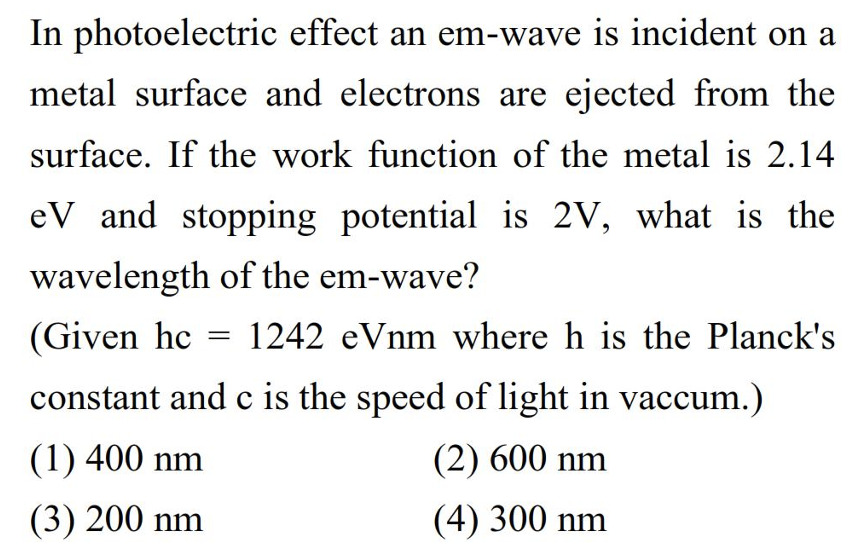 In photoelectric effect an em-wave is incident on a
metal surface and electrons are ejected from the
surface. If the work function of the metal is 2.14
eV and stopping potential is 2V, what is the
wavelength of the em-wave?
(Given hc = 1242 eVnm where h is the Planck's
constant and c is the speed of light in vaccum.)
(1) 400 nm (2) 600 nm
(3) 200 nm (4) 300 nm